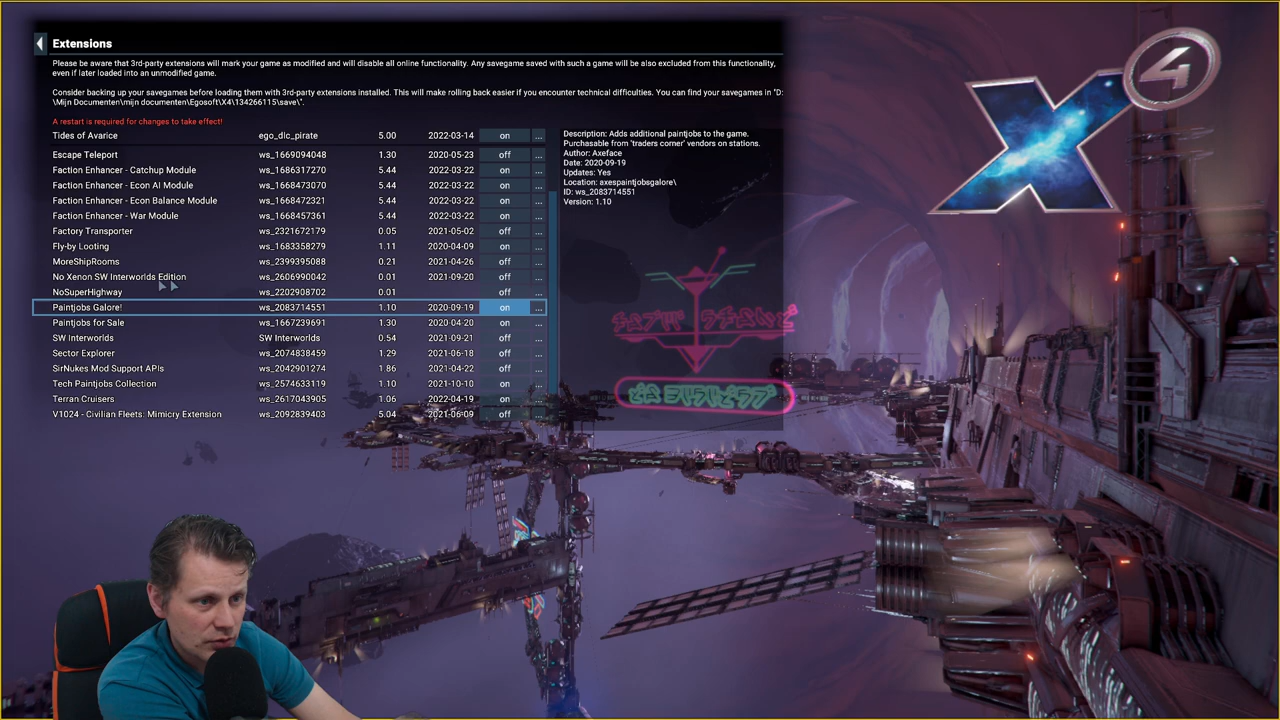 Extensions
Please be aware that 3rd-party extensions will mark your game as modified and will disable all online functionality. Any savegame saved with such a game will be also excluded from this functionality,
even if later loaded into an unmodified game.
Consider backing up your savegames before loading them with 3rd-party extensions installed. This will make rolling back easier if you encounter technical difficulties. You can find your savegames in "D:
\Mijn Documenten\mijn documenten\Egosoft\X4\134266115\save\".
A restart is required for changes to take effect!
Tides of Avarice ego_dlc_pirate 5.00 2022-03-14 on ...
Escape Teleport ws_1669094048 1.30 2020-05-23 off ...
Faction Enhancer - Catchup Module ws_1686317270 5.44 2022-03-22 on ...
Faction Enhancer - Econ AI Module ws_1668473070 5.44 2022-03-22 on ...
Faction Enhancer - Econ Balance Module ws_1668472321 5.44 2022-03-22 on ...
Faction Enhancer - War Module ws_1668457361 5.44 2022-03-22 on ...
Factory Transporter ws_2321672179 0.05 2021-05-02 off ...
Fly-by Looting ws_1683358279 1.11 2020-04-09 off ...
MoreShipRooms ws_2399395088 0.21 2021-04-26 off ...
No Xenon SW Interworlds Edition ws_2606990042 0.01 2021-09-20 off ...
NoSuperHighway ws_2202908702 0.01 off ...
Paintjobs Galore! ws_2083714551 1.10 2020-09-19 on ...
Paintjobs for Sale ws_1667239691 1.30 2020-04-20 off ...
SW Interworlds SW Interworlds 0.54 2021-09-21 off ...
Sector Explorer ws_2074838459 1.29 2021-06-18 off ...
SirNukes Mod Support APIs ws_2042901274 1.86 2021-04-22 off ...
Tech Paintjobs Collection ws_2574633119 1.10 2021-10-10 on ...
Terran Cruisers ws_2617043905 1.06 2022-04-19 on ...
V1024 - Civilian Fleets: Mimicry Extension ws_2092839403 5.04 2021-06-09 off ...
Description: Adds additional paintjobs to the game.
Purchasable from 'traders corner' vendors on stations.
Author: Axeface
Date: 2020-09-19
Updates: Yes
Location: axespaintjobsgalore\
ID: ws_2083714551
Version: 1.10
X4